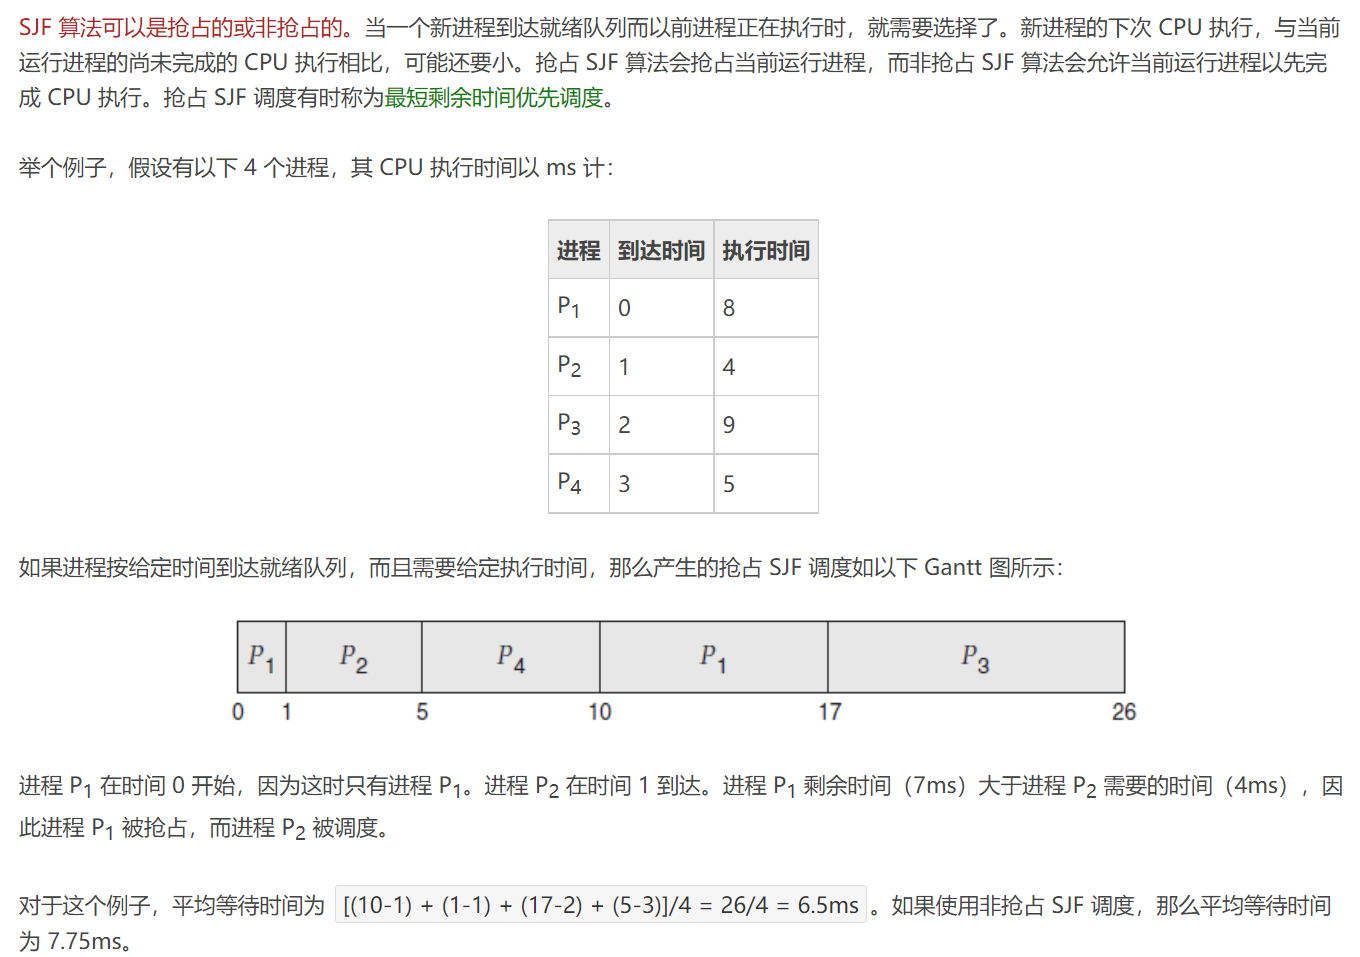 SJF 算法可以是抢占的或非抢占的。当一个新进程到达就绪队列而以前进程正在执行时，就需要选择了。新进程的下次 CPU 执行，与当前
运行进程的尚未完成的 CPU 执行相比，可能还要小。抢占 SJF 算法会抢占当前运行进程，而非抢占 SJF 算法会允许当前运行进程以先完
成 CPU 执行。抢占 SJF 调度有时称为最短剩余时间优先调度。
举个例子，假设有以下 4 个进程，其 CPU 执行时间以 ms 计：
进程 到达时间 执行时间
P1 0 8
P2 1 4
P3 2 9
P4 3 5
如果进程按给定时间到达就绪队列，而且需要给定执行时间，那么产生的抢占 SJF 调度如以下 Gantt 图所示：
P1 P2 P4 P1 P3
0 1 5 10 17 26
进程 P1 在时间 0 开始，因为这时只有进程 P1。进程 P2 在时间 1 到达。进程 P1 剩余时间（7ms）大于进程 P2 需要的时间（4ms），因
此进程 P1 被抢占，而进程 P2 被调度。
对于这个例子，平均等待时间为 [(10-1) + (1-1) + (17-2) + (5-3)]/4 = 26/4 = 6.5ms 。如果使用非抢占 SJF 调度，那么平均等待时间
为 7.75ms。